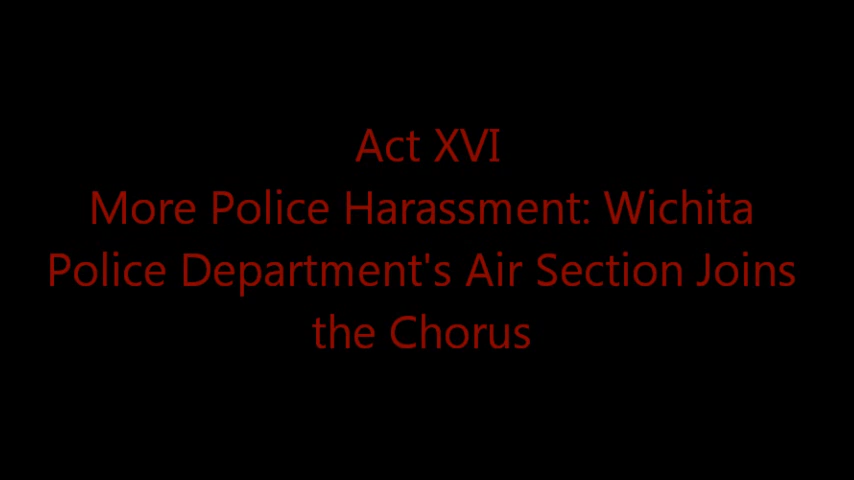 Act XVI
More Police Harassment: Wichita
Police Department's Air Section Joins
the Chorus